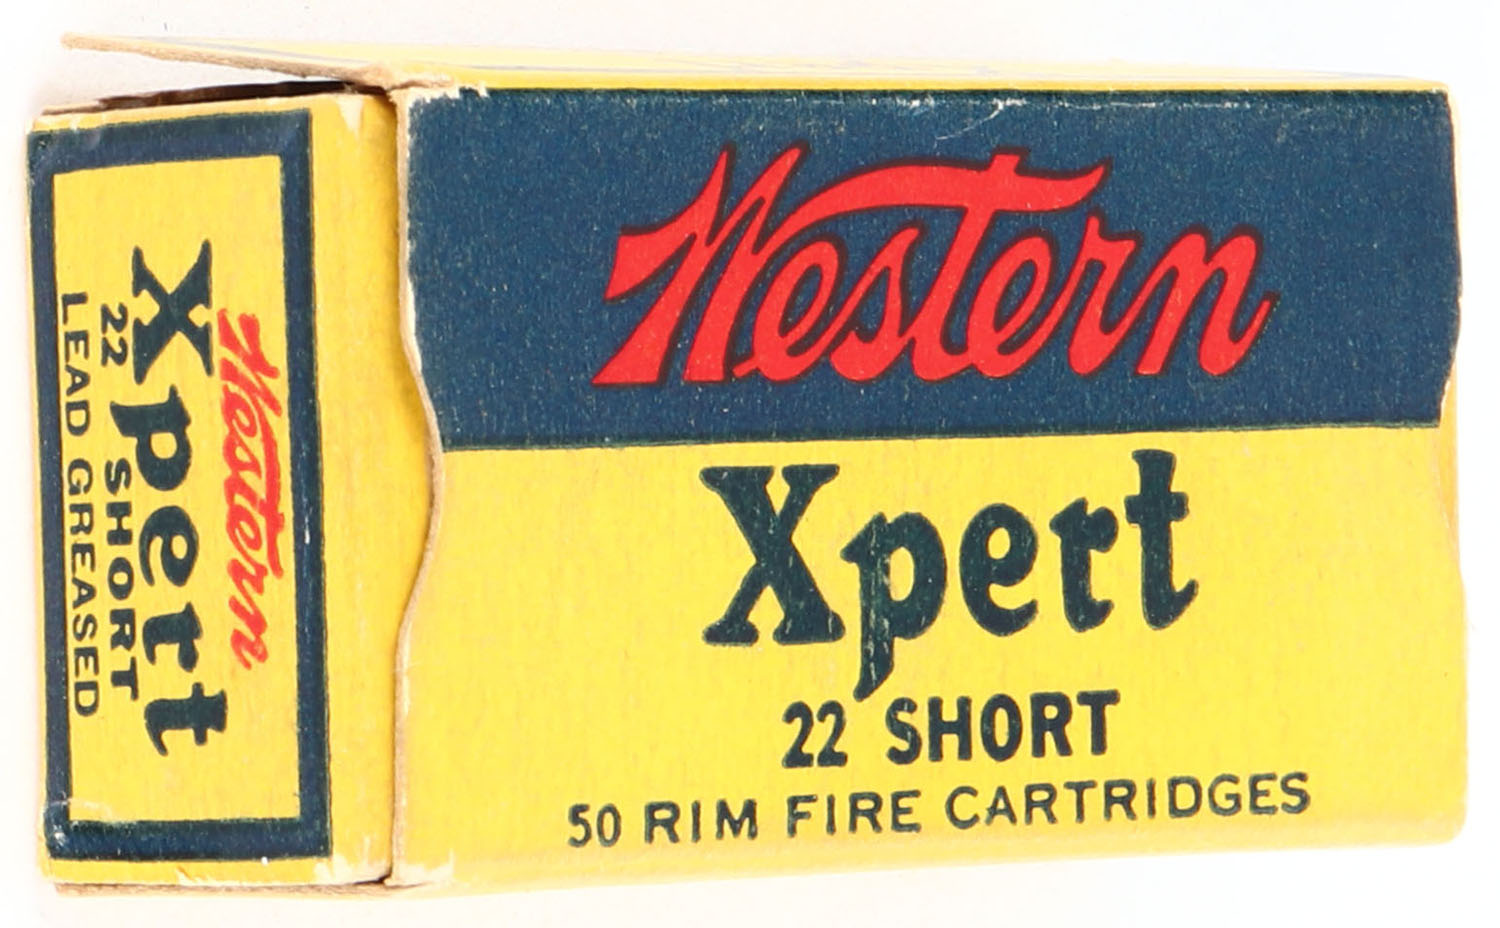 Western
Xpert
22 SHORT
50 RIM FIRE CARTRIDGES
Western
Xpert
22 SHORT
LEAD GREASED